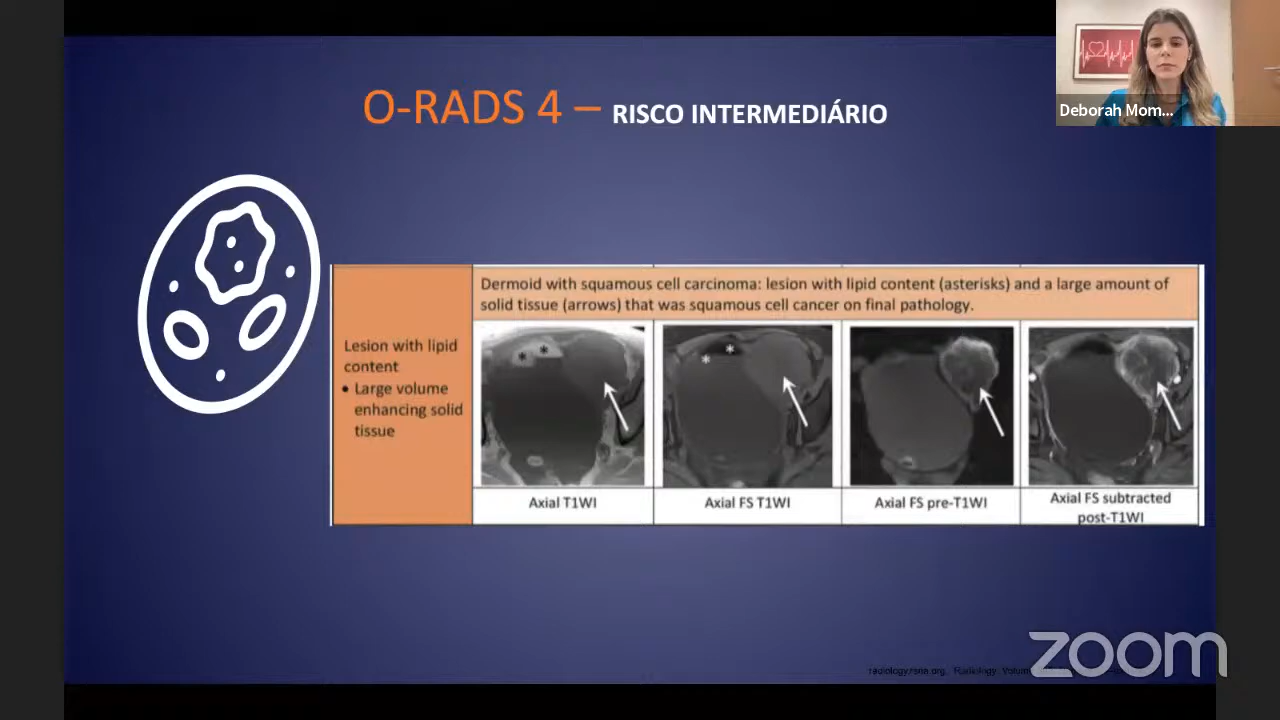 Deborah Mom...
O-RADS 4 – RISCO INTERMEDIÁRIO
Dermoid with squamous cell carcinoma: lesion with lipid content (asterisks) and a large amount of
solid tissue (arrows) that was squamous cell cancer on final pathology.
Lesion with lipid
content
• Large volume
enhancing solid
tissue
* *
* *
Axial T1WI
Axial FS T1WI
Axial FS pre-T1WI
Axial FS subtracted
post-T1WI
radiology.rsna.org. Radiology: Volume
zoom